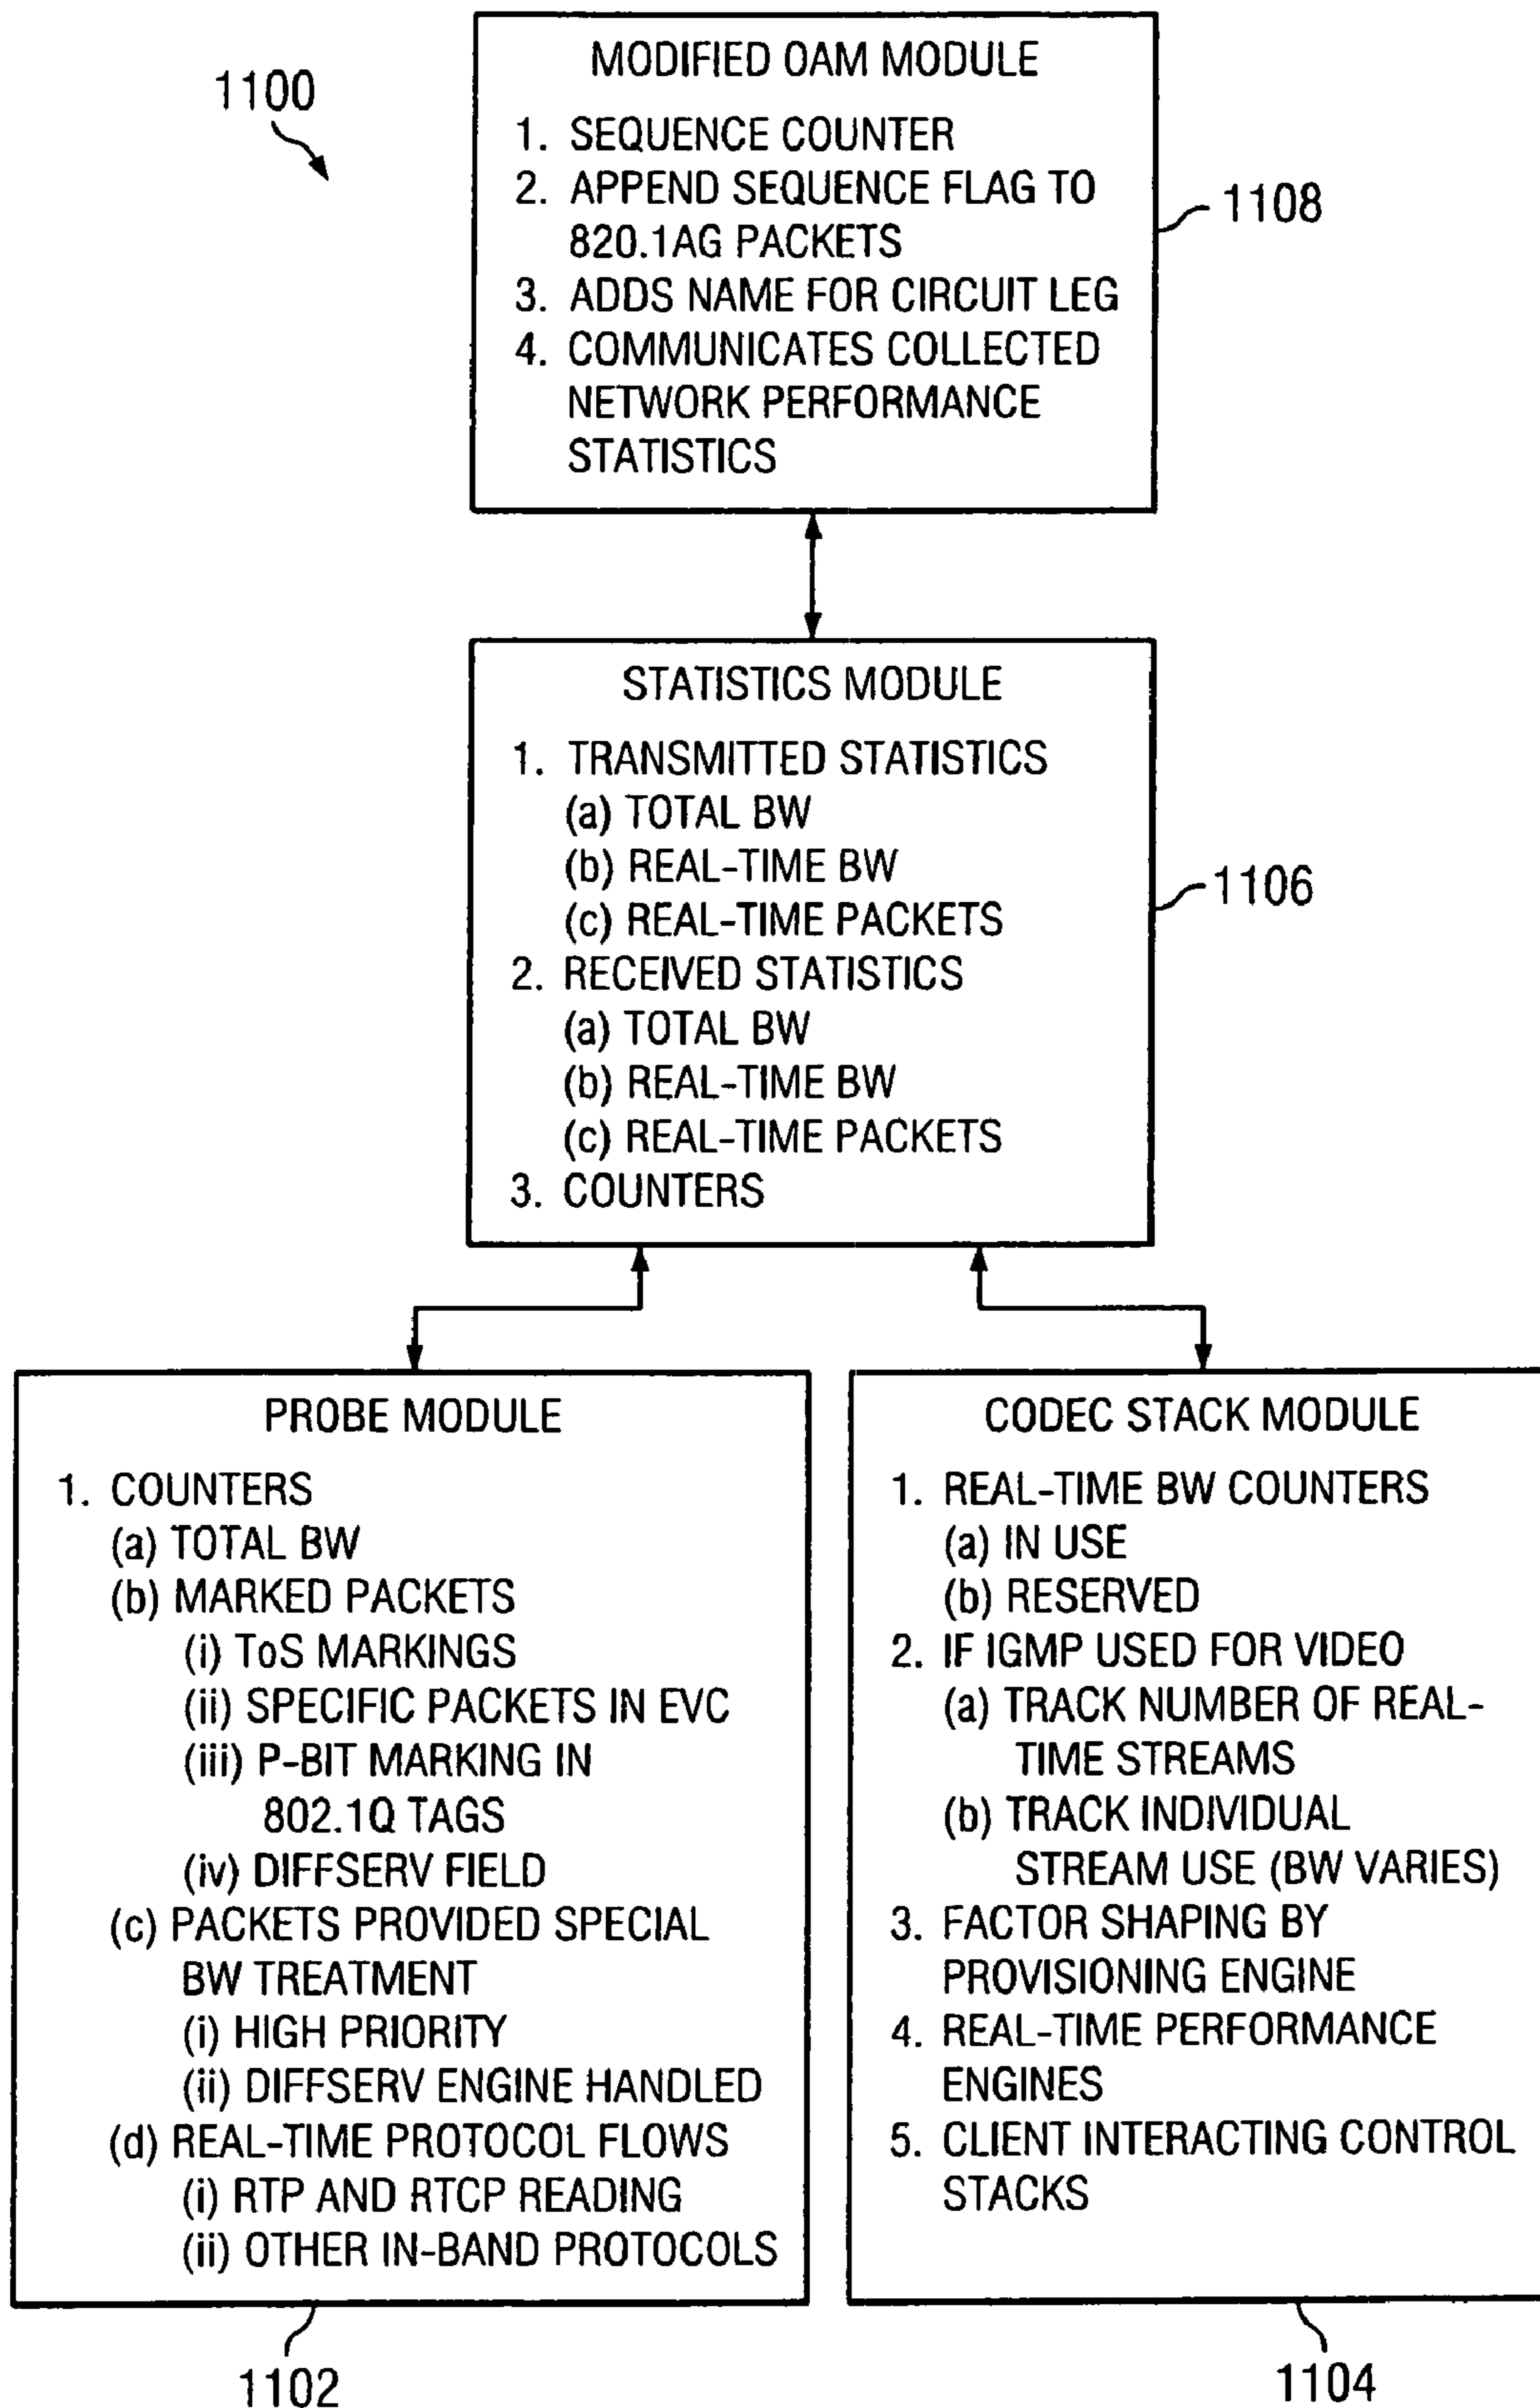 1100
MODIFIED OAM MODULE
1. SEQUENCE COUNTER
2. APPEND SEQUENCE FLAG TO
820.1AG PACKETS
3. ADDS NAME FOR CIRCUIT LEG
4. COMMUNICATES COLLECTED
NETWORK PERFORMANCE
STATISTICS
1108
STATISTICS MODULE
1. TRANSMITTED STATISTICS
(a) TOTAL BW
(b) REAL-TIME BW
(c) REAL-TIME PACKETS
2. RECEIVED STATISTICS
(a) TOTAL BW
(b) REAL-TIME BW
(c) REAL-TIME PACKETS
3. COUNTERS
1106
PROBE MODULE
1. COUNTERS
(a) TOTAL BW
(b) MARKED PACKETS
(i) ToS MARKINGS
(ii) SPECIFIC PACKETS IN EVC
(iii) P-BIT MARKING IN
802.1Q TAGS
(iv) DIFFSERV FIELD
(c) PACKETS PROVIDED SPECIAL
BW TREATMENT
(i) HIGH PRIORITY
(ii) DIFFSERV ENGINE HANDLED
(d) REAL-TIME PROTOCOL FLOWS
(i) RTP AND RTCP READING
(ii) OTHER IN-BAND PROTOCOLS
1102
CODEC STACK MODULE
1. REAL-TIME BW COUNTERS
(a) IN USE
(b) RESERVED
2. IF IGMP USED FOR VIDEO
(a) TRACK NUMBER OF REAL-
TIME STREAMS
(b) TRACK INDIVIDUAL
STREAM USE (BW VARIES)
3. FACTOR SHAPING BY
PROVISIONING ENGINE
4. REAL-TIME PERFORMANCE
ENGINES
5. CLIENT INTERACTING CONTROL
STACKS
1104